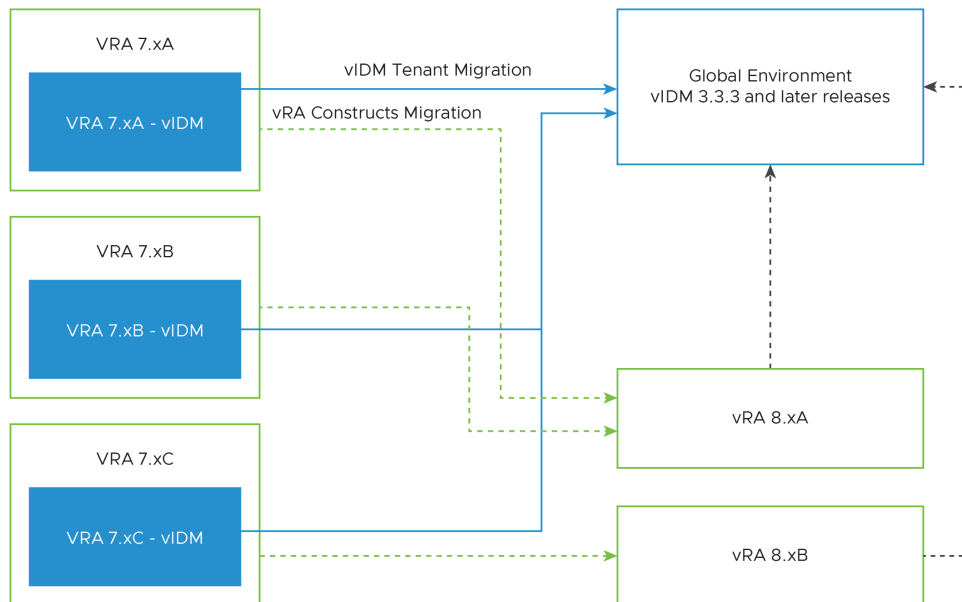 VRA 7.xA
VRA 7.xA - vIDM
vIDM Tenant Migration
vRA Constructs Migration
Global Environment
vIDM 3.3.3 and later releases
VRA 7.xB
VRA 7.xB - vIDM
vRA 8.xA
VRA 7.xC
VRA 7.xC - vIDM
vRA 8.xB